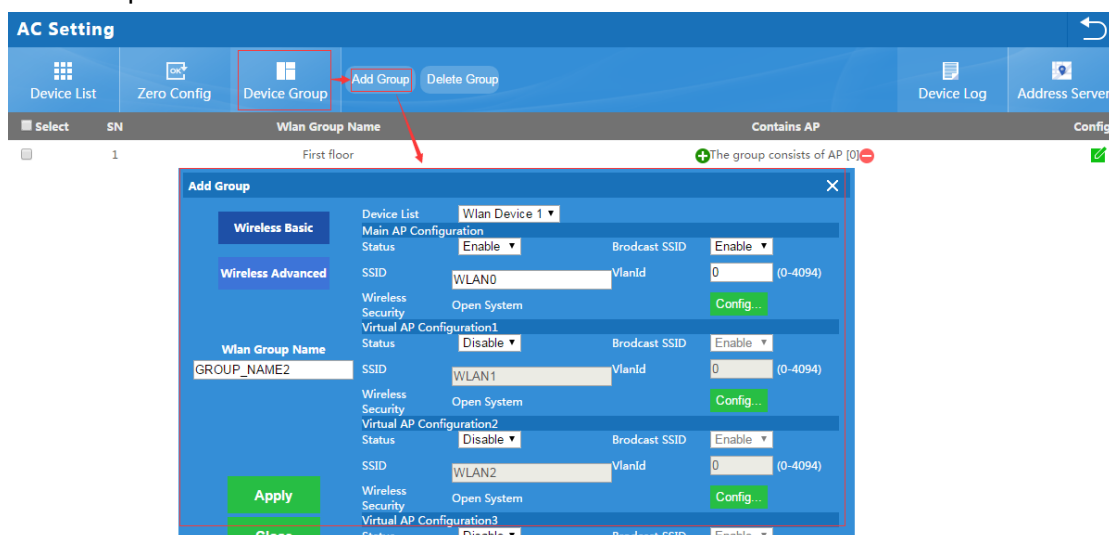 AC Setting
Device List
Zero Config
Device Group
Add Group
Delete Group
Device Log
Address Server
Select SN Wlan Group Name Contains AP Config
1 First floor The group consists of AP [0]
Add Group
Wireless Basic
Wireless Advanced
Wlan Group Name
GROUP_NAME2
Apply
Device List Wlan Device 1
Main AP Configuration
Status Enable Brodcast SSID Enable
SSID WLAN0 VlanId 0 (0-4094)
Wireless Security Open System Config...
Virtual AP Configuration1
Status Disable Brodcast SSID Enable
SSID WLAN1 VlanId 0 (0-4094)
Wireless Security Open System Config...
Virtual AP Configuration2
Status Disable Brodcast SSID Enable
SSID WLAN2 VlanId 0 (0-4094)
Wireless Security Open System Config...
Virtual AP Configuration3